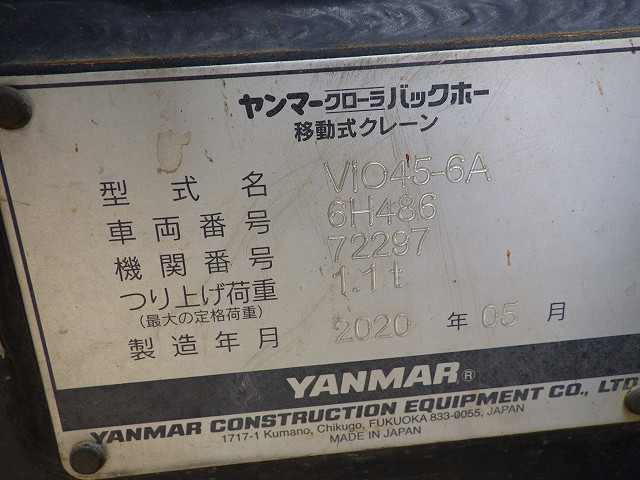 ヤンマークローラバックホー
移動式クレーン
型式名 VIO45-6A
車両番号 6H486
機関番号 72297
つり上げ荷重 1.1t
(最大の定格荷重)
製造年月 2020 年 05 月
YANMAR®
YANMAR CONSTRUCTION EQUIPMENT CO., LTD
1717-1 Kumano, Chikugo, FUKUOKA 833-0055, JAPAN
MADE IN JAPAN